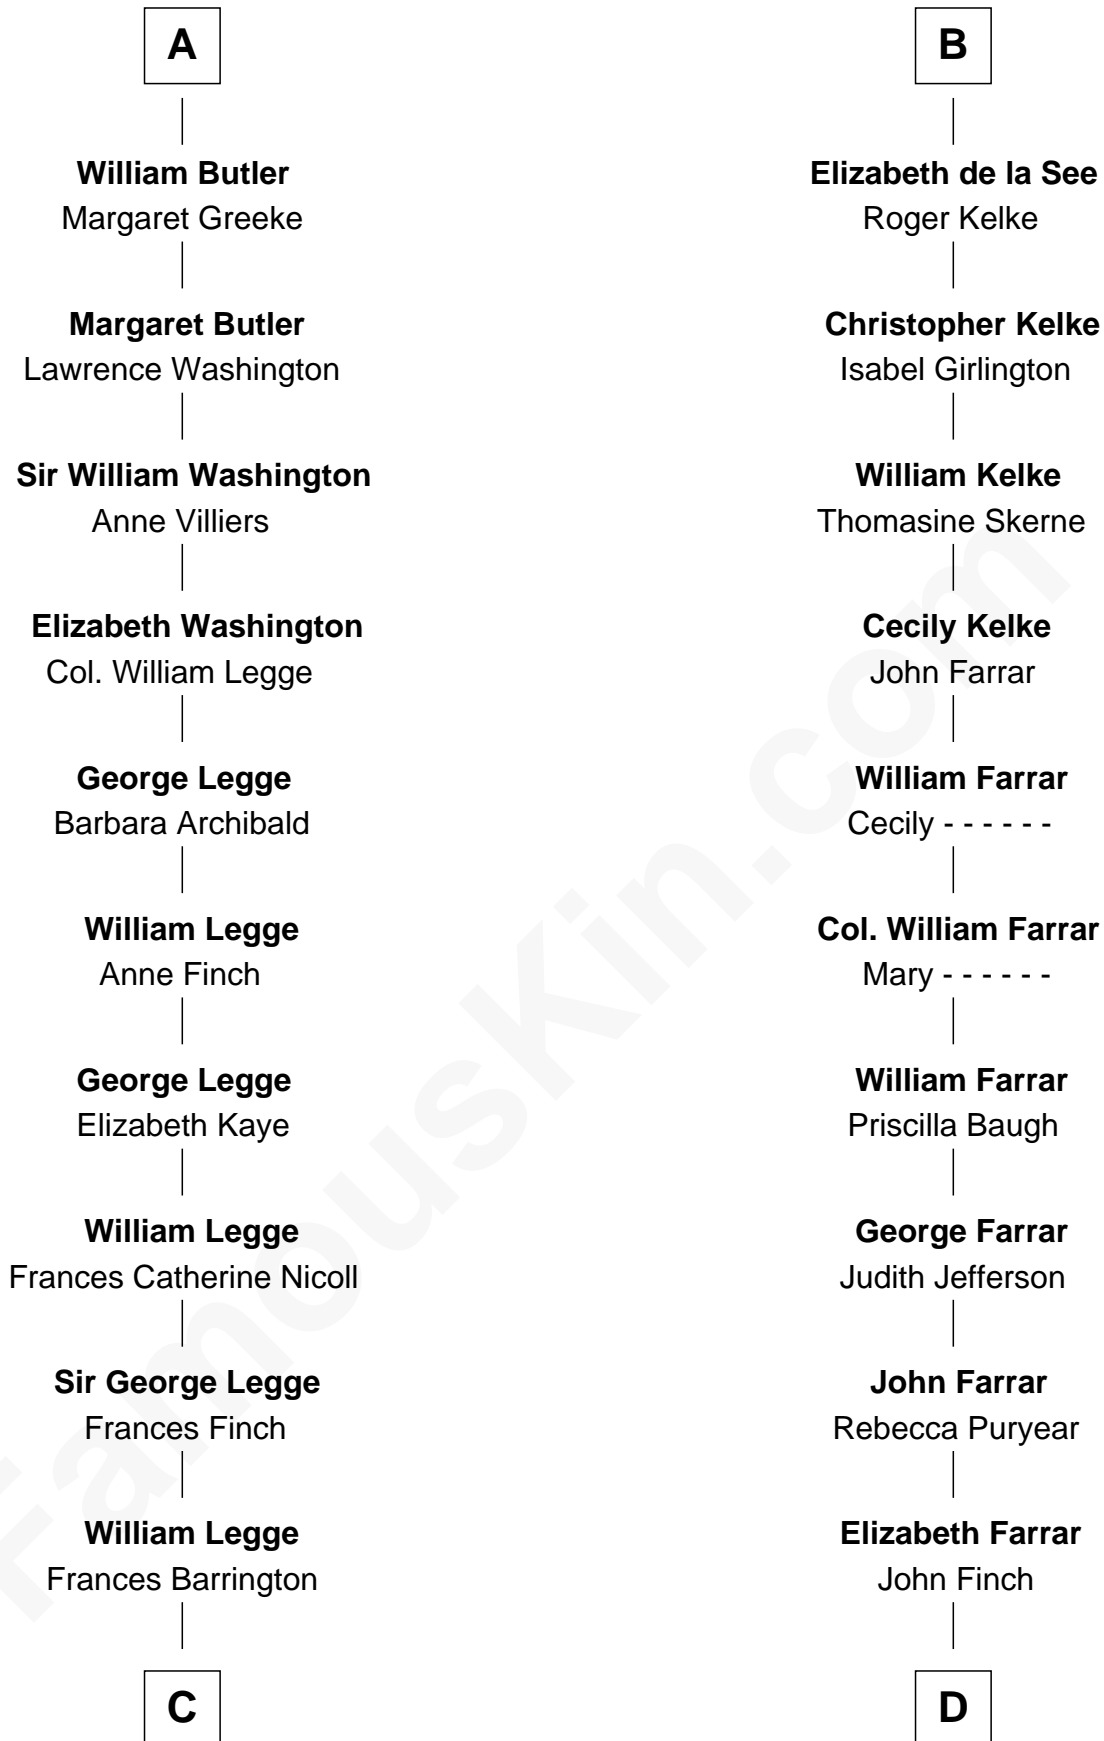 A
William Butler
Margaret Greeke
Margaret Butler
Lawrence Washington
Sir William Washington
Anne Villiers
Elizabeth Washington
Col. William Legge
George Legge
Barbara Archibald
William Legge
Anne Finch
George Legge
Elizabeth Kaye
William Legge
Frances Catherine Nicoll
Sir George Legge
Frances Finch
William Legge
Frances Barrington
C
B
Elizabeth de la See
Roger Kelke
Christopher Kelke
Isabel Girlington
William Kelke
Thomasine Skerne
Cecily Kelke
John Farrar
William Farrar
Cecily - - - - - -
Col. William Farrar
Mary - - - - - -
William Farrar
Priscilla Baugh
George Farrar
Judith Jefferson
John Farrar
Rebecca Puryear
Elizabeth Farrar
John Finch
D
FamousKin.com